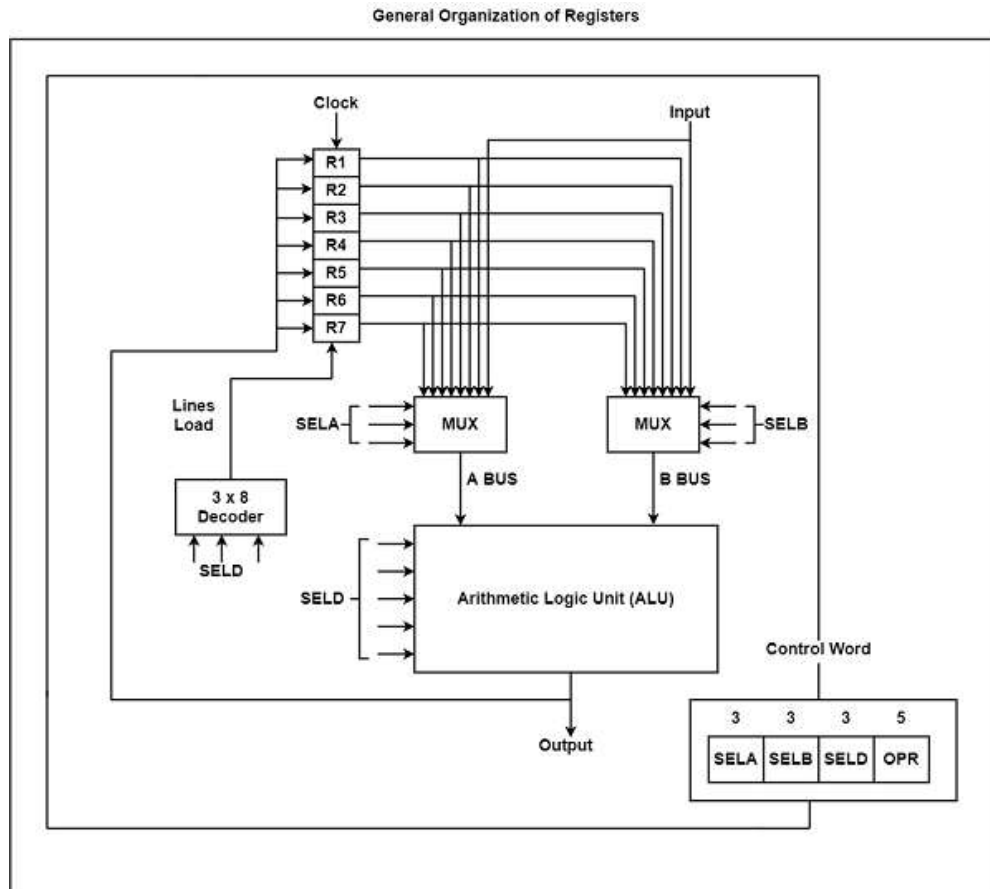 General Organization of Registers
Clock
Input
R1
R2
R3
R4
R5
R6
R7
Lines
Load
SELA
MUX
MUX
SELB
A BUS
B BUS
3 x 8
Decoder
SELD
SELD
Arithmetic Logic Unit (ALU)
Control Word
Output
3 3 3 5
SELA SELB SELD OPR